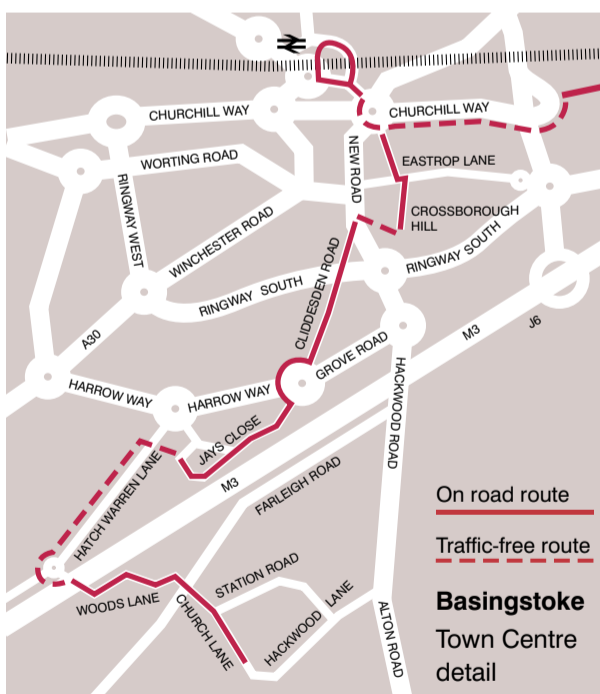 CHURCHILL WAY
CHURCHILL WAY
WORTING ROAD
NEW ROAD
EASTROP LANE
RINGWAY WEST
WINCHESTER ROAD
CROSSBOROUGH
HILL
RINGWAY SOUTH
RINGWAY SOUTH
CLIDDESDEN ROAD
A30
M3
J6
GROVE ROAD
HARROW WAY
HARROW WAY
HACKWOOD ROAD
JAYS CLOSE
HATCH WARREN LANE
M3
FARLEIGH ROAD
On road route
Traffic-free route
STATION ROAD
WOODS LANE
CHURCH LANE
HACKWOOD LANE
ALTON ROAD
Basingstoke
Town Centre
detail